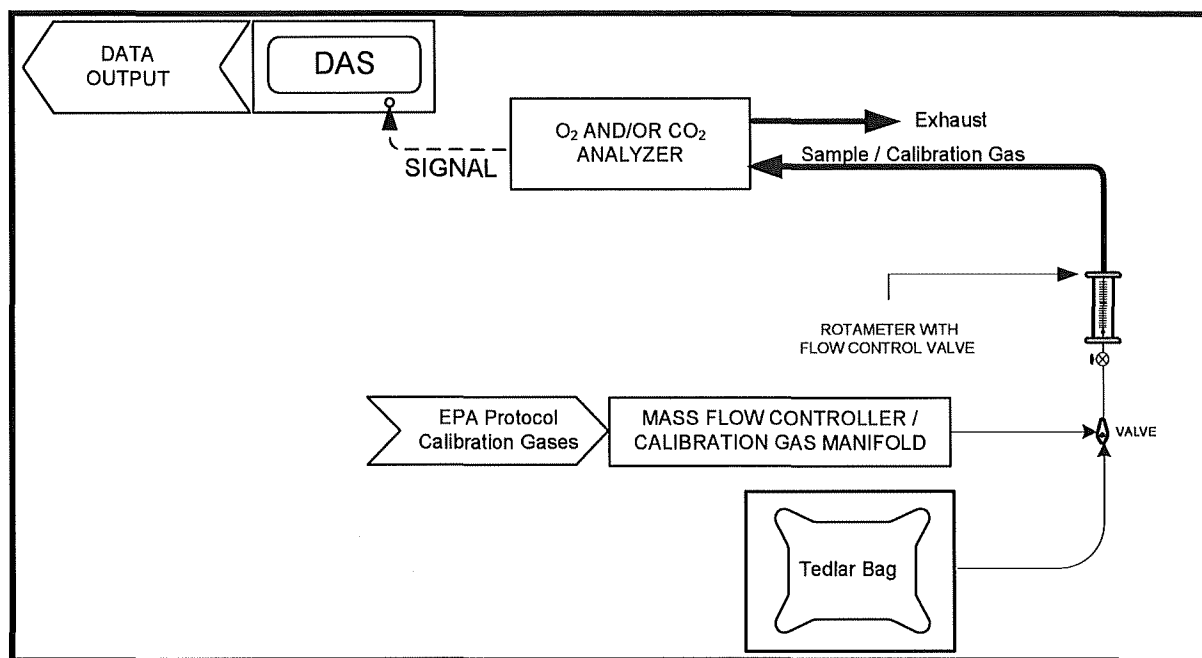 DATA
OUTPUT
DAS
O₂ AND/OR CO₂
ANALYZER
Exhaust
Sample / Calibration Gas
SIGNAL
ROTAMETER WITH
FLOW CONTROL VALVE
EPA Protocol
Calibration Gases
MASS FLOW CONTROLLER /
CALIBRATION GAS MANIFOLD
VALVE
Tedlar Bag